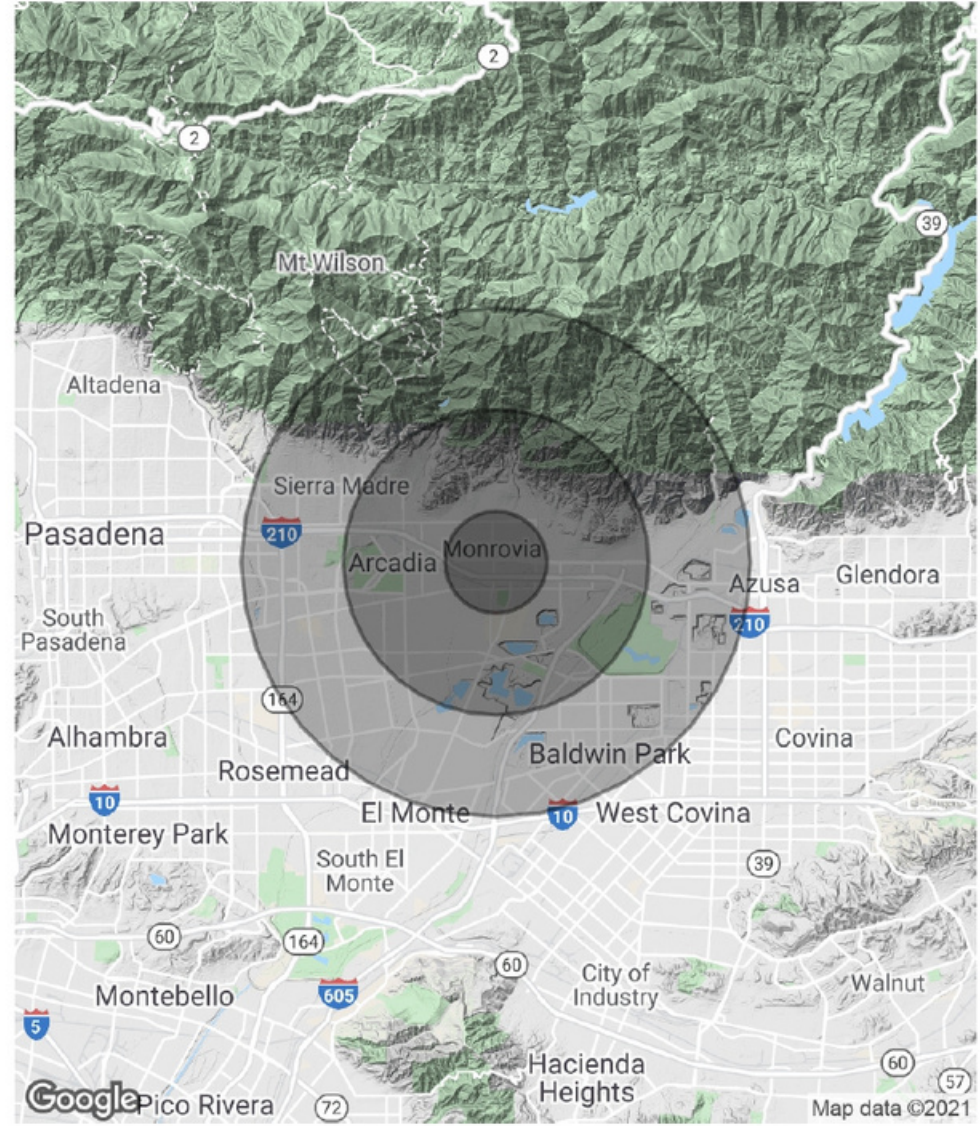 2
2
39
Mt Wilson
Altadena
Sierra Madre
Pasadena
210
Arcadia
Monrovia
Azusa
Glendora
South
Pasadena
210
164
Alhambra
Baldwin Park
Covina
Rosemead
10
El Monte
10
West Covina
Monterey Park
South El
Monte
39
60
164
60
City of
Industry
Walnut
Montebello
605
5
Hacienda
Heights
60
57
Google
Pico Rivera
72
Map data ©2021